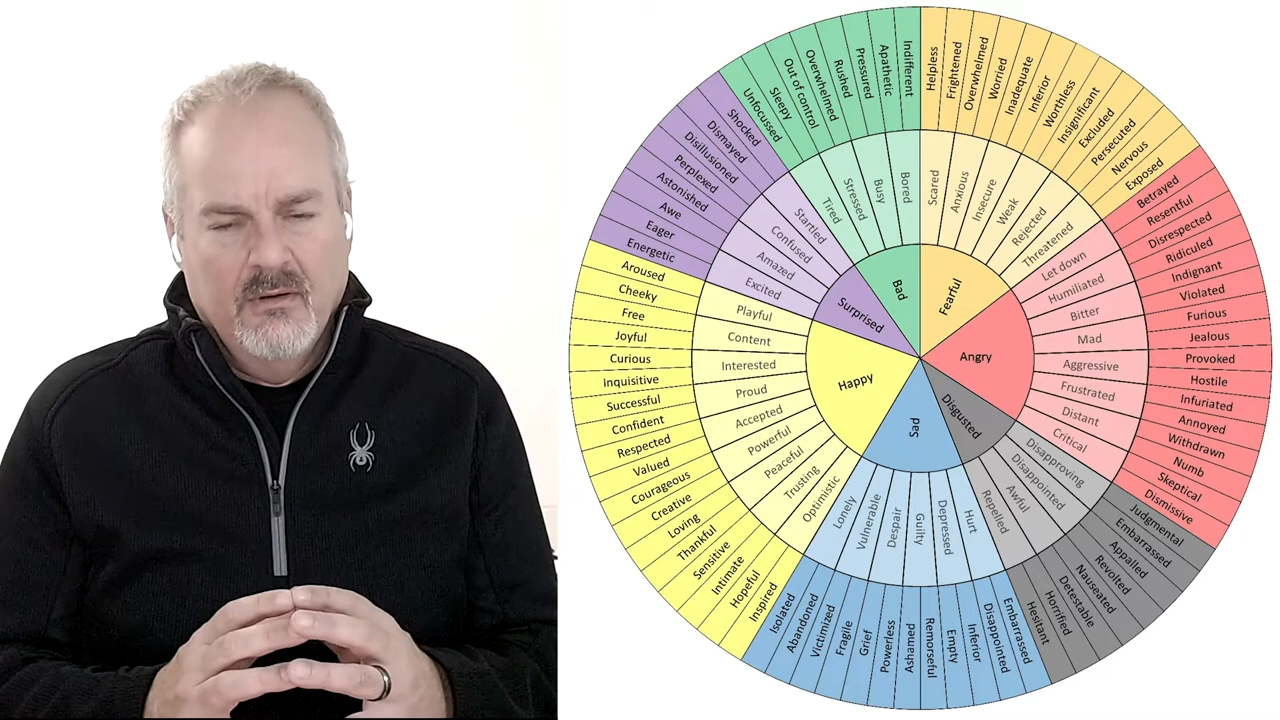 Bad
Fearful
Angry
Disgusted
Sad
Happy
Surprised
Tired
Stressed
Busy
Bored
Scared
Anxious
Insecure
Weak
Rejected
Threatened
Let down
Humiliated
Bitter
Mad
Aggressive
Frustrated
Distant
Critical
Disapproving
Disappointed
Awful
Repelled
Hurt
Depressed
Guilty
Despair
Vulnerable
Lonely
Optimistic
Trusting
Peaceful
Powerful
Accepted
Proud
Interested
Content
Playful
Excited
Amazed
Confused
Startled
Unfocussed
Sleepy
Out of control
Overwhelmed
Rushed
Pressured
Apathetic
Indifferent
Helpless
Frightened
Overwhelmed
Worried
Inadequate
Inferior
Worthless
Insignificant
Excluded
Persecuted
Nervous
Exposed
Betrayed
Resentful
Disrespected
Ridiculed
Indignant
Violated
Furious
Jealous
Provoked
Hostile
Infuriated
Annoyed
Withdrawn
Numb
Skeptical
Dismissive
Judgmental
Embarrassed
Appalled
Revolted
Nauseated
Detestable
Horrified
Hesitant
Embarrassed
Disappointed
Inferior
Empty
Remorseful
Ashamed
Powerless
Grief
Fragile
Victimized
Abandoned
Isolated
Inspired
Hopeful
Intimate
Sensitive
Thankful
Loving
Creative
Courageous
Valued
Respected
Confident
Successful
Inquisitive
Curious
Joyful
Free
Cheeky
Aroused
Energetic
Eager
Awe
Astonished
Perplexed
Disillusioned
Dismayed
Shocked